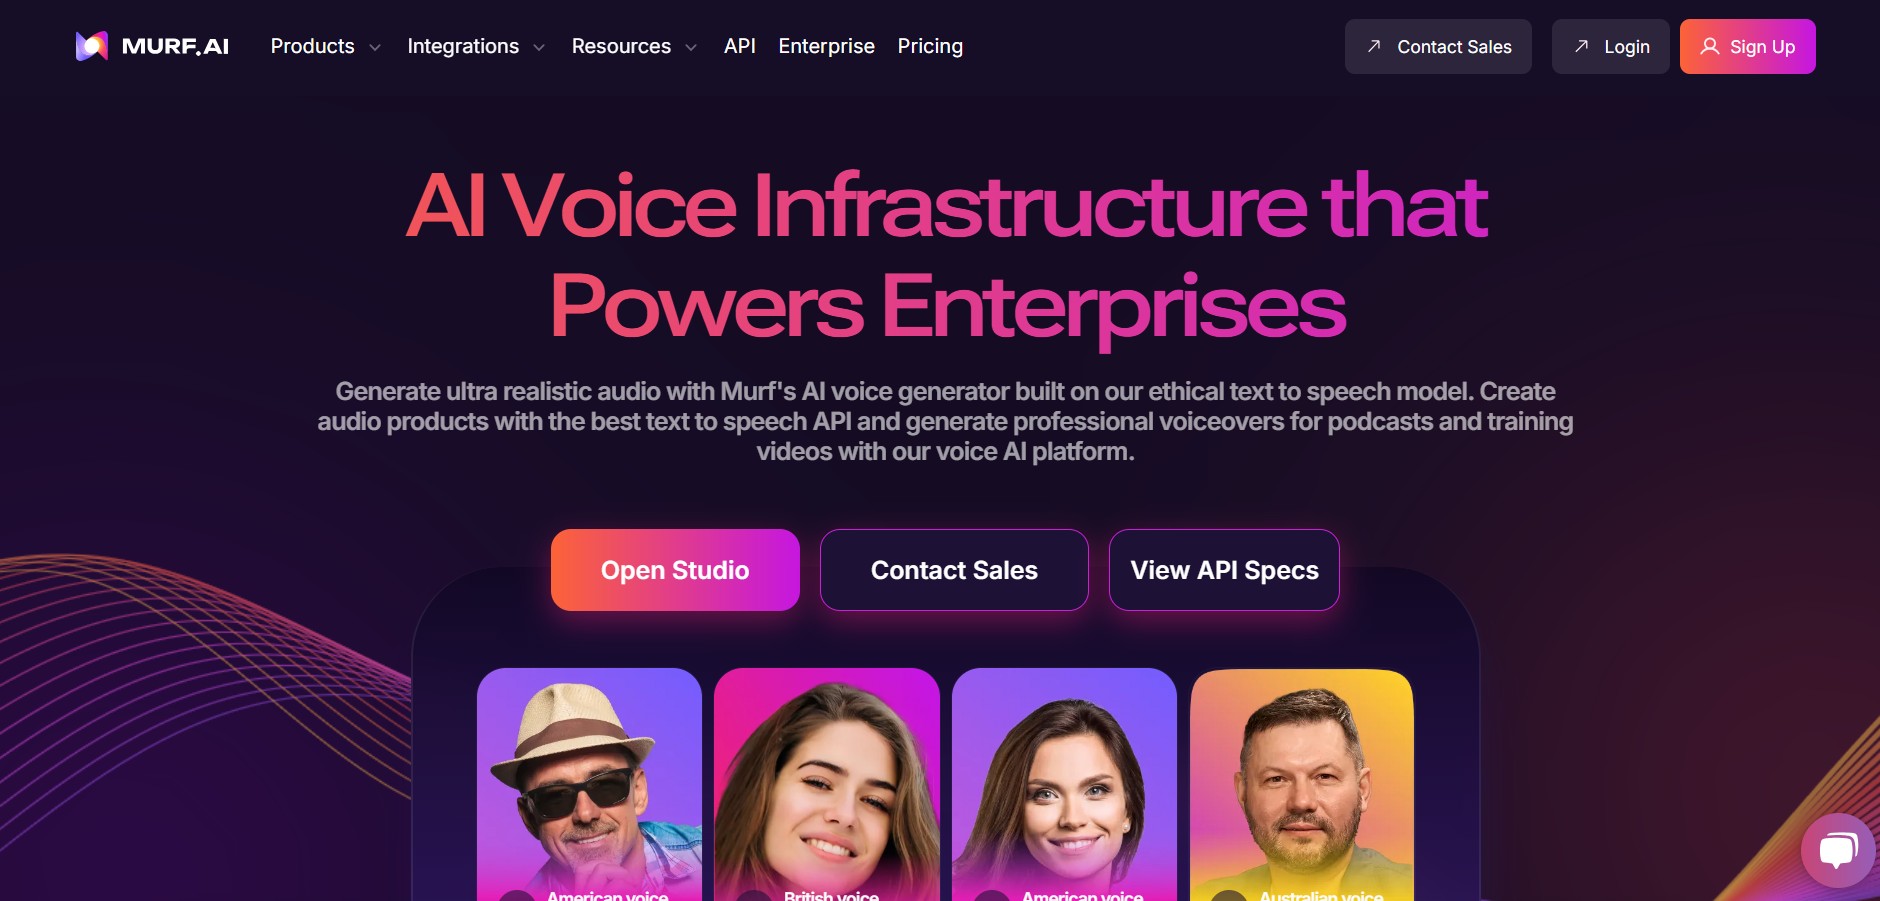 MURF.AI
Products
Integrations
Resources
API
Enterprise
Pricing
Contact Sales
Login
Sign Up
AI Voice Infrastructure that
Powers Enterprises
Generate ultra realistic audio with Murf's AI voice generator built on our ethical text to speech model. Create
audio products with the best text to speech API and generate professional voiceovers for podcasts and training
videos with our voice AI platform.
Open Studio
Contact Sales
View API Specs
American voice
British voice
American voice
Australian voice